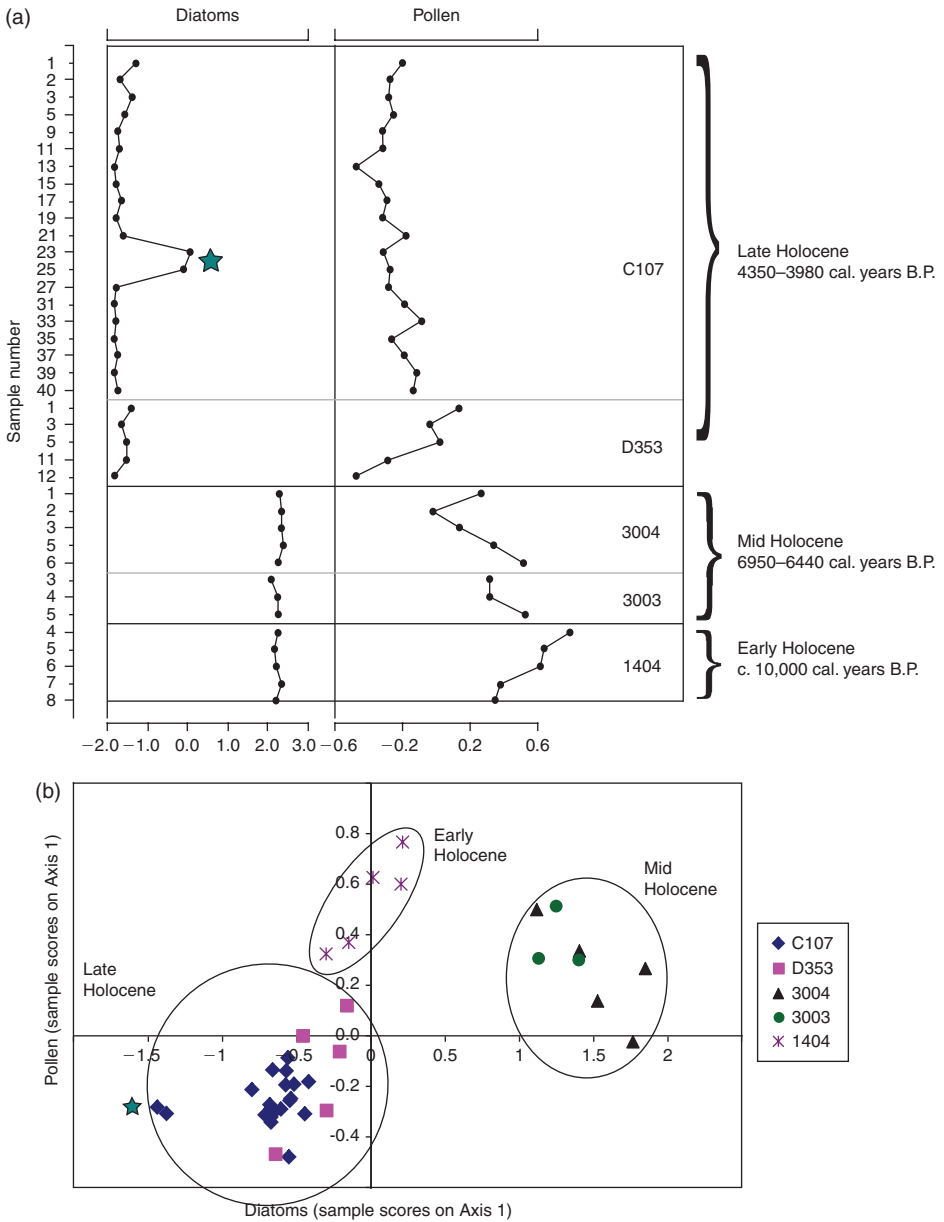 (a)
Diatoms
Pollen
Sample number
1
2
3
5
9
11
13
15
17
19
21
23
25
27
31
33
35
37
39
40
1
3
5
11
12
1
2
3
5
6
3
4
5
4
5
6
7
8
C107
D353
3004
3003
1404
Late Holocene
4350–3980 cal. years B.P.
Mid Holocene
6950–6440 cal. years B.P.
Early Holocene
c. 10,000 cal. years B.P.
−2.0 −1.0 0.0 1.0 2.0 3.0
−0.6 −0.2 0.2 0.6
(b)
Pollen (sample scores on Axis 1)
0.8
0.6
0.4
0.2
0.0
-0.2
-0.4
Early
Holocene
Mid
Holocene
Late
Holocene
−1.5 −1 −0.5 0 0.5 1 1.5 2
Diatoms (sample scores on Axis 1)
C107
D353
3004
3003
1404